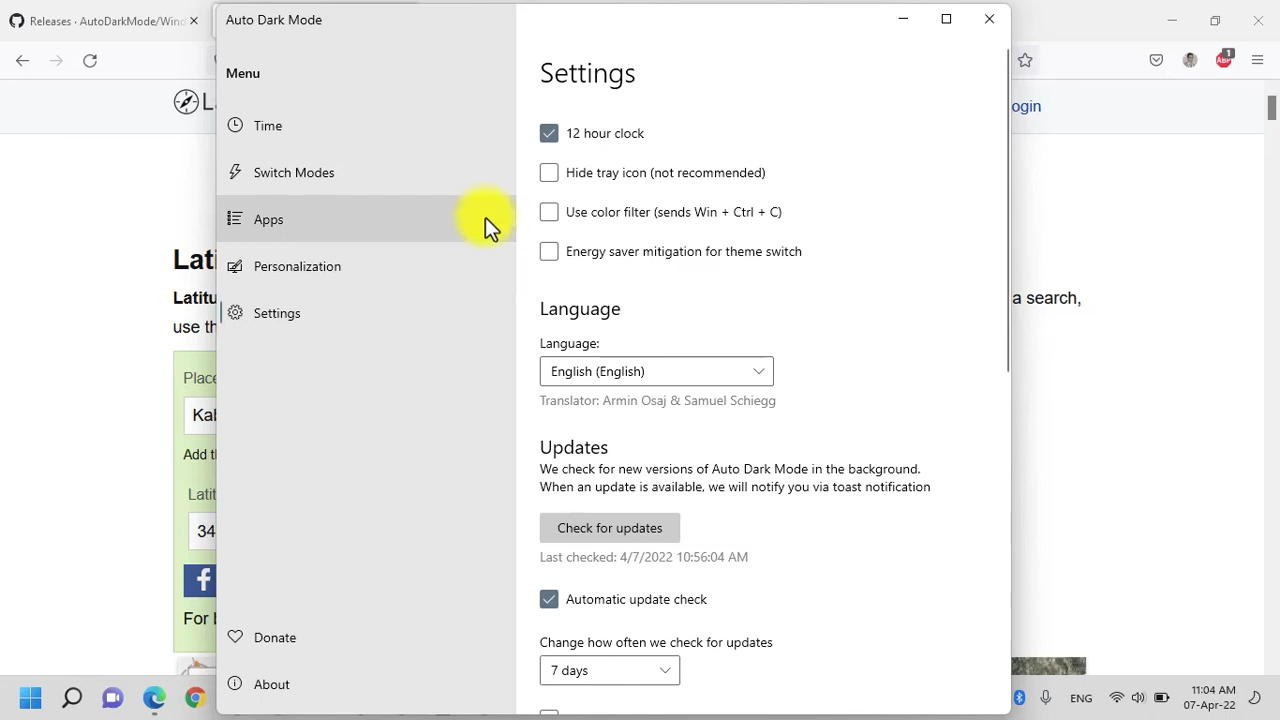 Releases · AutoDarkMode/Wind
Auto Dark Mode
Menu
Time
Switch Modes
Apps
Personalization
Settings
Donate
About
Settings
12 hour clock
Hide tray icon (not recommended)
Use color filter (sends Win + Ctrl + C)
Energy saver mitigation for theme switch
Language
Language:
English (English)
Translator: Armin Osaj & Samuel Schiegg
Updates
We check for new versions of Auto Dark Mode in the background.
When an update is available, we will notify you via toast notification
Check for updates
Last checked: 4/7/2022 10:56:04 AM
Automatic update check
Change how often we check for updates
7 days
ABP
1
L
ogin
Lati
Latitu
a search,
use th
Place
Kab
Add th
Latit
34
f
For b
ENG
11:04 AM
07-Apr-22